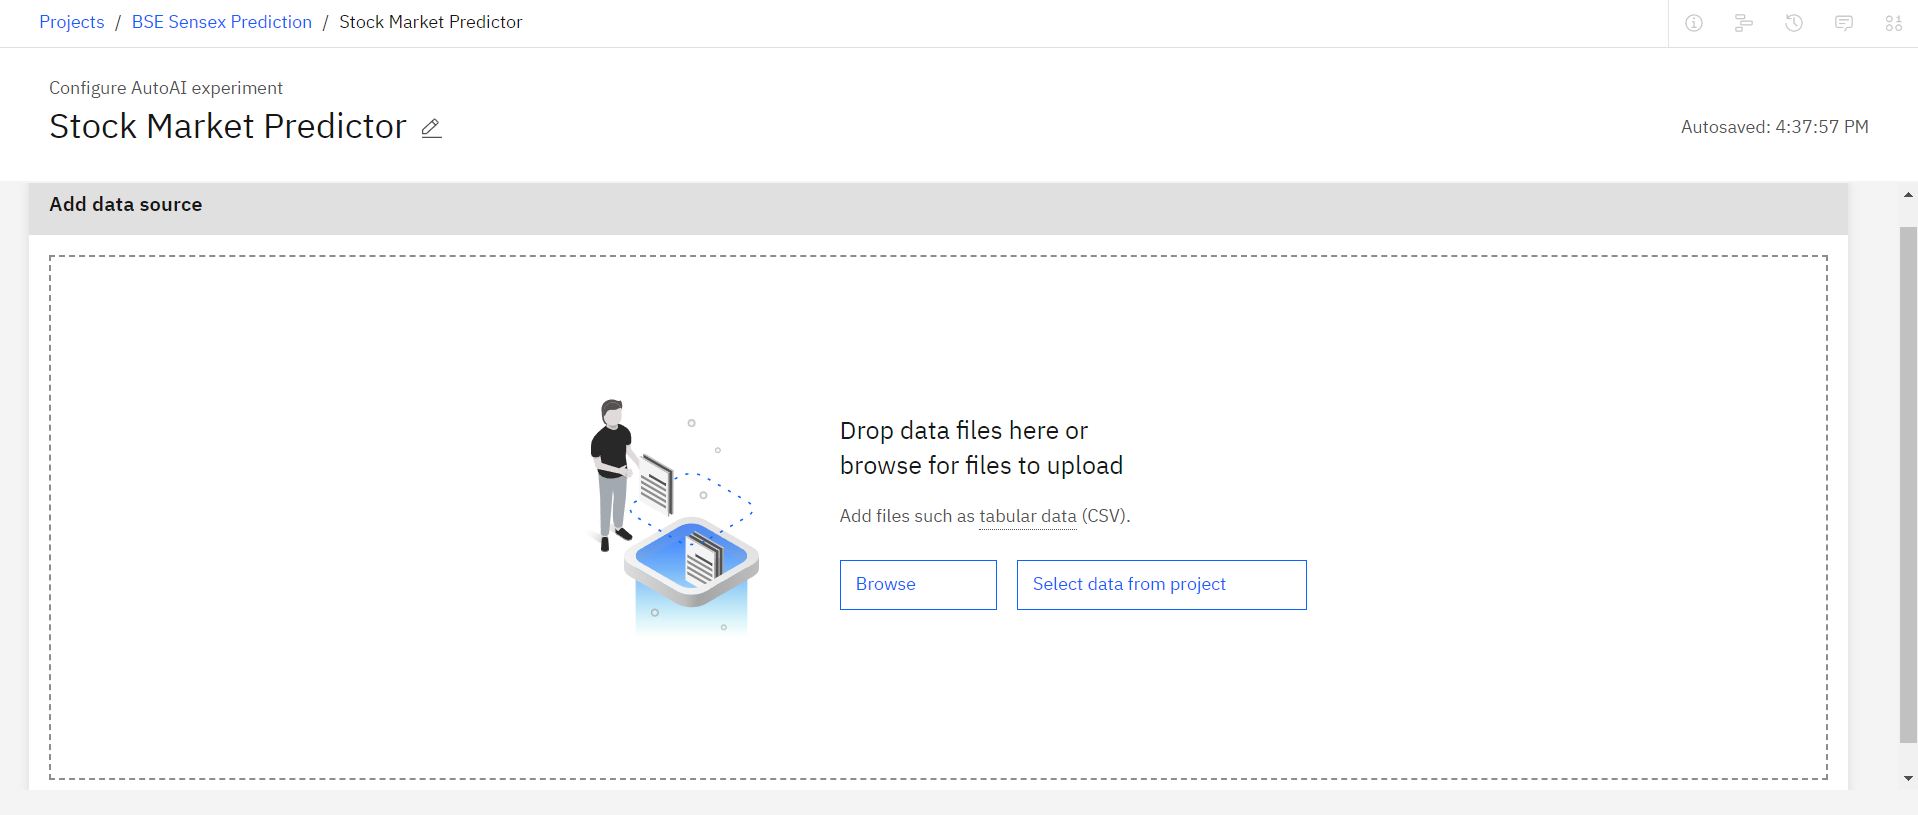 Projects / BSE Sensex Prediction / Stock Market Predictor
Configure AutoAI experiment
Stock Market Predictor
Autosaved: 4:37:57 PM
Add data source
Drop data files here or
browse for files to upload
Add files such as tabular data (CSV).
Browse
Select data from project